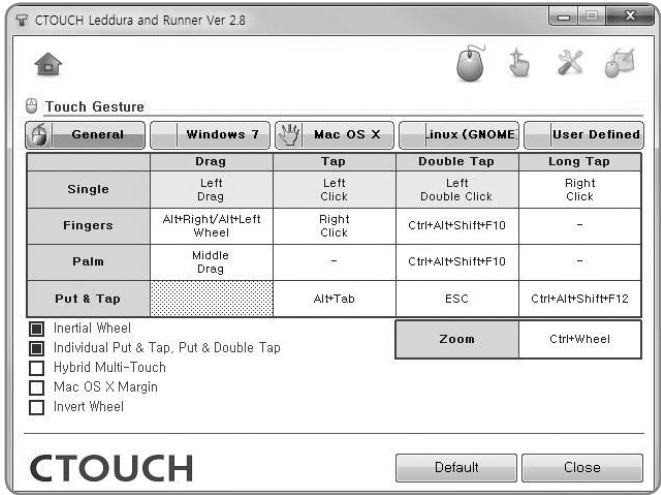 CTOUCH Leddura and Runner Ver 2.8
Touch Gesture
General Windows 7 Mac OS X Linux (GNOME User Defined
Drag Tap Double Tap Long Tap
Single Left Drag Left Click Left Double Click Right Click
Fingers Alt+Right/Alt+Left Wheel Right Click Ctrl+Alt+Shift+F10 -
Palm Middle Drag - Ctrl+Alt+Shift+F10 -
Put & Tap Alt+Tab ESC Ctrl+Alt+Shift+F12
Inertial Wheel
Individual Put & Tap, Put & Double Tap
Hybrid Multi-Touch
Mac OS X Margin
Invert Wheel
Zoom Ctrl+Wheel
CTOUCH
Default Close